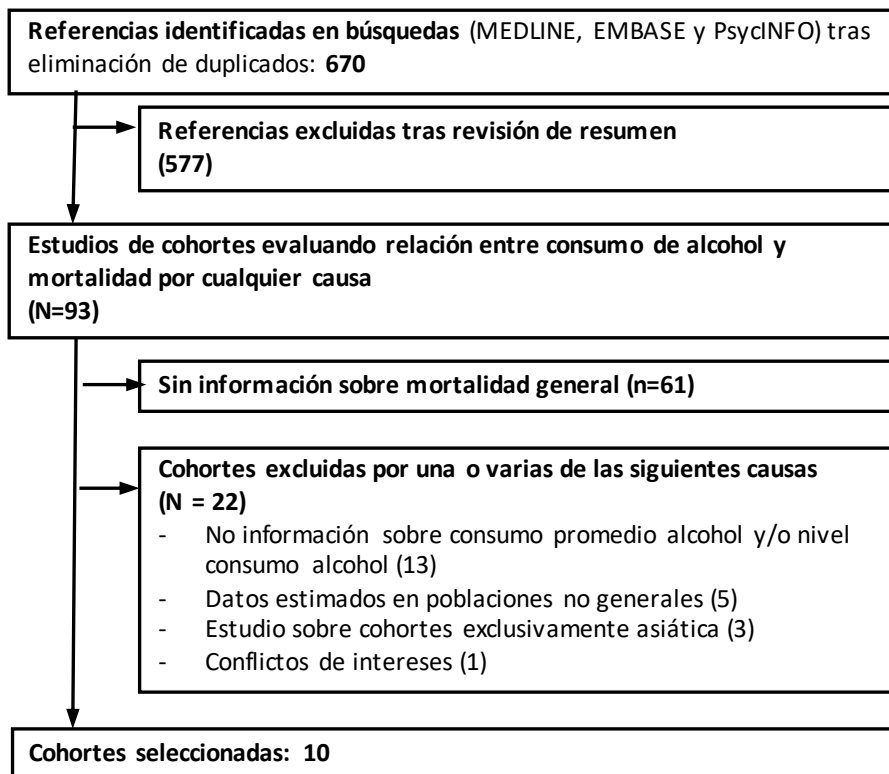 Referencias identificadas en búsquedas (MEDLINE, EMBASE y PsycINFO) tras
eliminación de duplicados: 670
Referencias excluidas tras revisión de resumen
(577)
Estudios de cohortes evaluando relación entre consumo de alcohol y
mortalidad por cualquier causa
(N=93)
Sin información sobre mortalidad general (n=61)
Cohortes excluidas por una o varias de las siguientes causas
(N = 22)
- No información sobre consumo promedio alcohol y/o nivel
consumo alcohol (13)
- Datos estimados en poblaciones no generales (5)
- Estudio sobre cohortes exclusivamente asiática (3)
- Conflictos de intereses (1)
Cohortes seleccionadas: 10